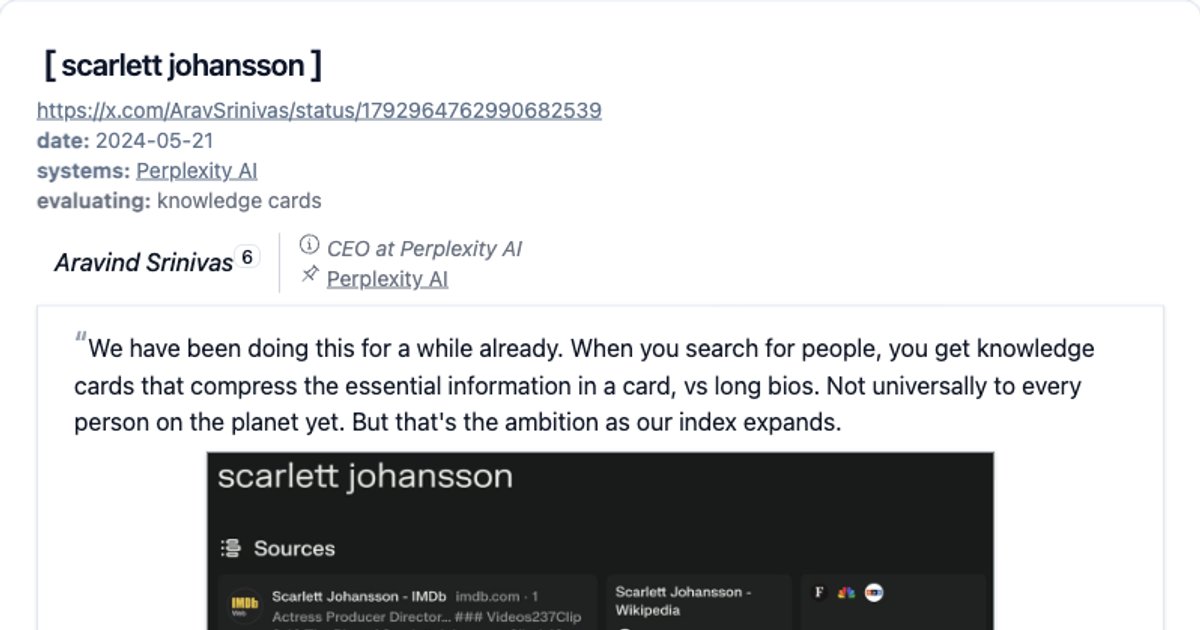 [ scarlett johansson ]
https://x.com/AravSrinivas/status/1792964762990682539
date: 2024-05-21
systems: Perplexity AI
evaluating: knowledge cards
Aravind Srinivas 6
CEO at Perplexity AI
Perplexity AI
“We have been doing this for a while already. When you search for people, you get knowledge
cards that compress the essential information in a card, vs long bios. Not universally to every
person on the planet yet. But that's the ambition as our index expands.
scarlett johansson
Sources
Scarlett Johansson - IMDb imdb.com · 1
Actress Producer Director... ### Videos237Clip
IMDb
Scarlett Johansson -
Wikipedia
F